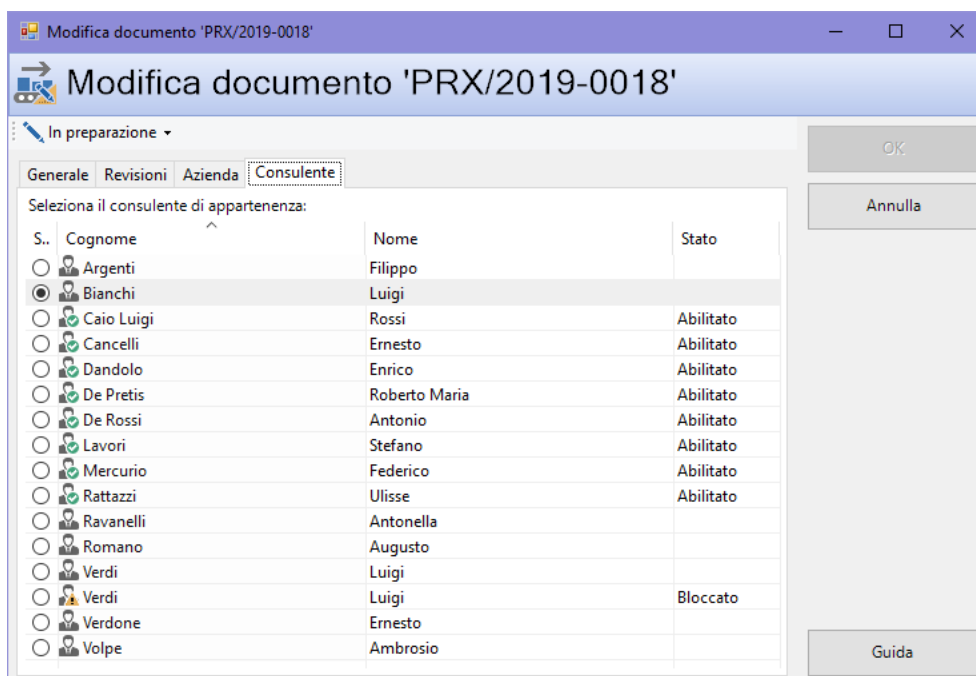 Modifica documento 'PRX/2019-0018'
Modifica documento 'PRX/2019-0018'
In preparazione
OK
Annulla
Generale Revisioni Azienda Consulente
Seleziona il consulente di appartenenza:
S.. Cognome Nome Stato
Argenti Filippo
Bianchi Luigi
Caio Luigi Rossi Abilitato
Cancelli Ernesto Abilitato
Dandolo Enrico Abilitato
De Pretis Roberto Maria Abilitato
De Rossi Antonio Abilitato
Lavori Stefano Abilitato
Mercurio Federico Abilitato
Rattazzi Ulisse Abilitato
Ravanelli Antonella
Romano Augusto
Verdi Luigi
Verdi Luigi Bloccato
Verdone Ernesto
Volpe Ambrosio
Guida